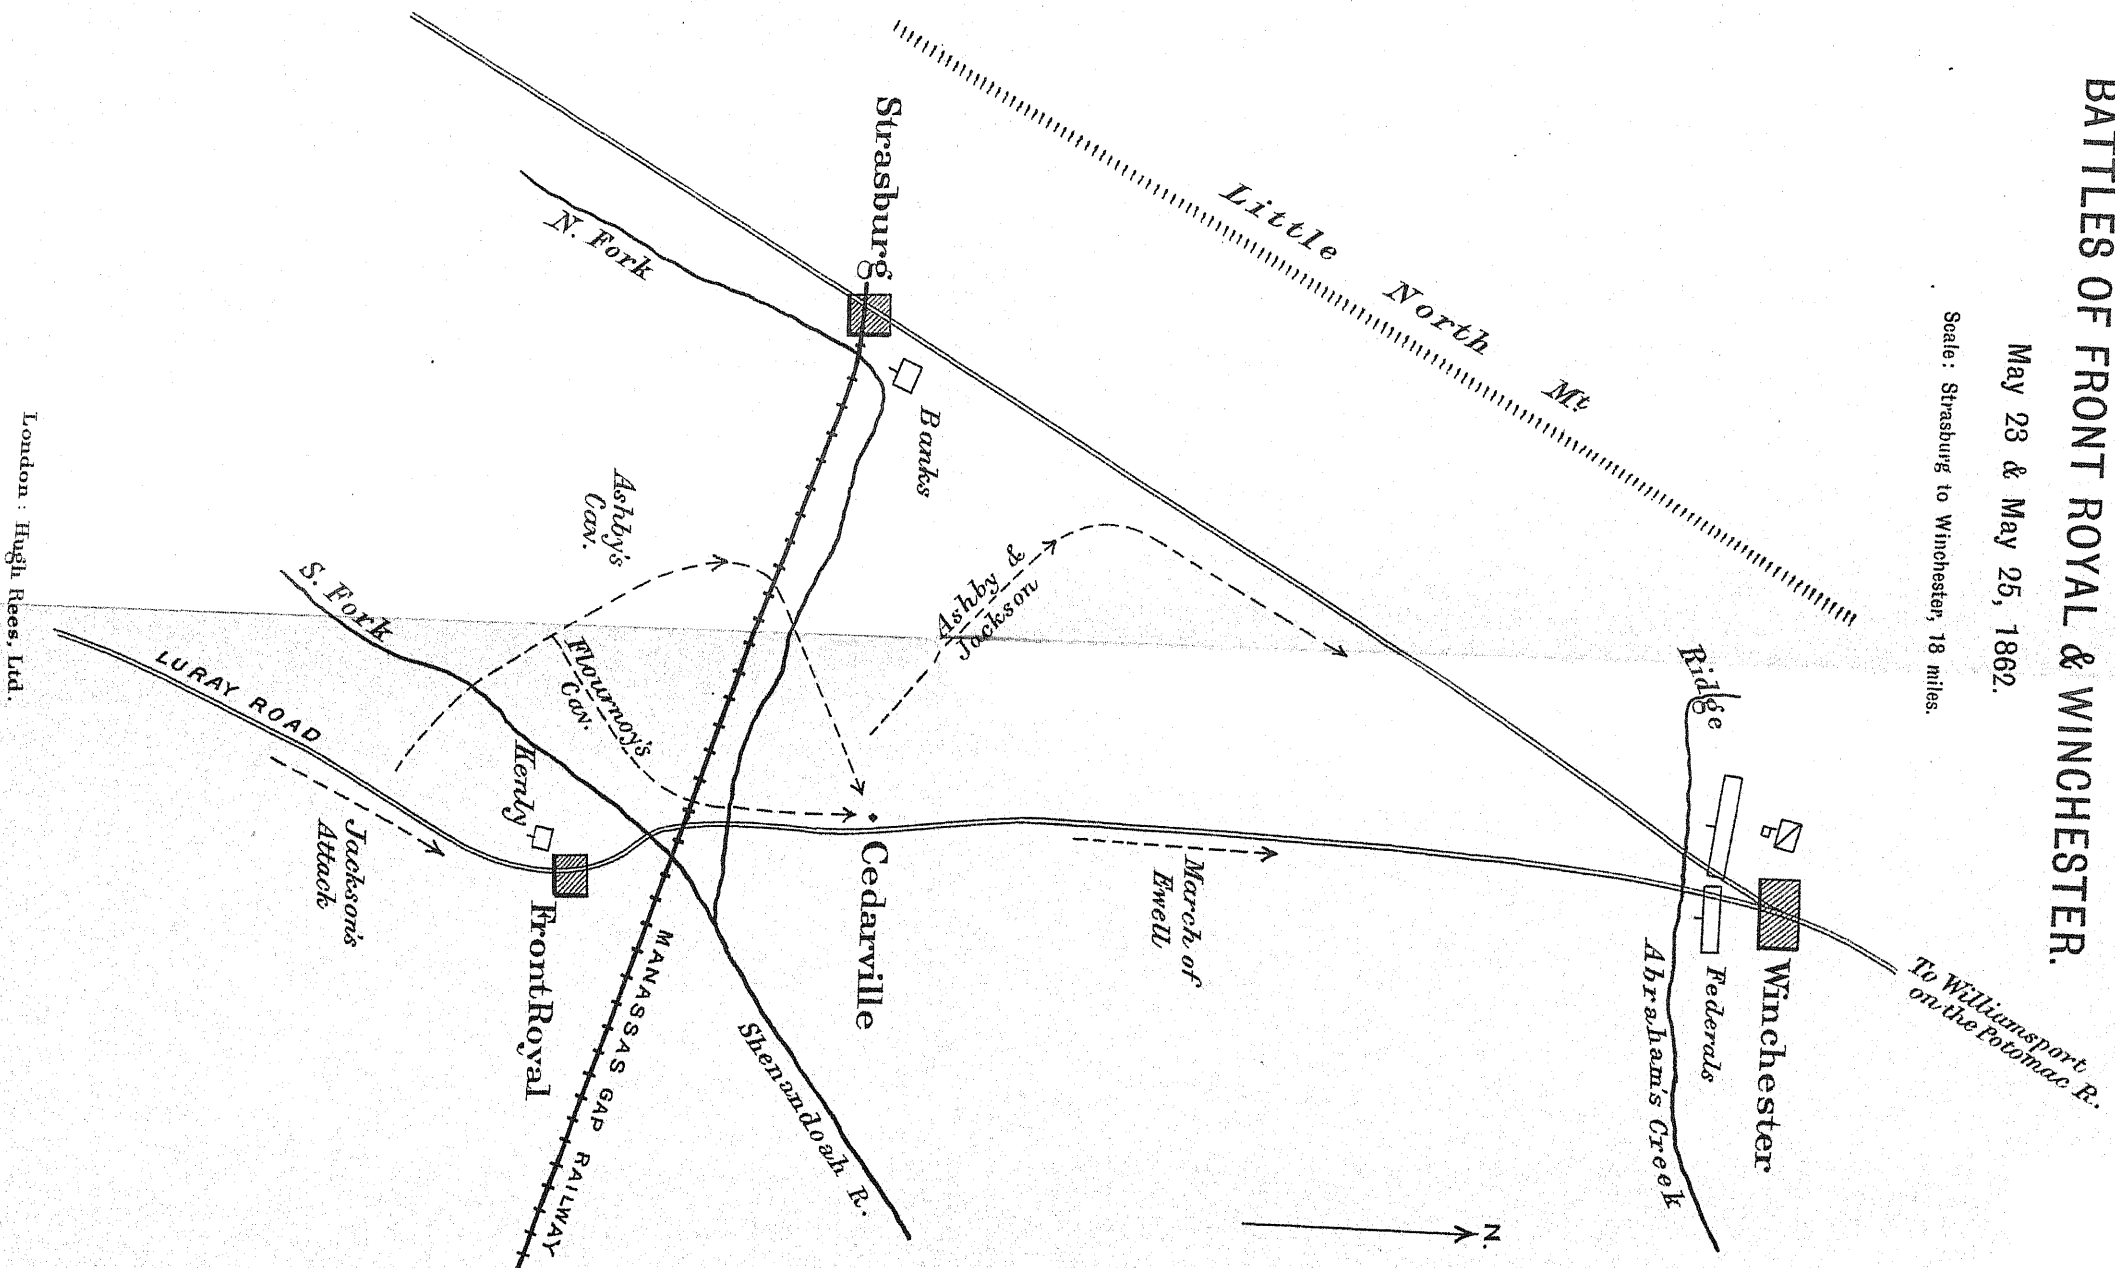 BATTLES OF FRONT ROYAL & WINCHESTER.
May 23 & May 25, 1862.
Scale: Strasburg to Winchester, 18 miles.
To Williamsport
on the Potomac R.
Winchester
Federals
Ridge
Abraham's Creek
Little North Mt
N.
March of
Ewell
Ashby &
Jackson
Cedarville
Banks
Strasburg
N. Fork
Shenandoah R.
Ashby's
Cav.
Flournoy's
Cav.
MANASSAS GAP RAILWAY
Front Royal
Kenly
S. Fork
LURAY ROAD
Jackson's
Attack
London: Hugh Rees, Ltd.